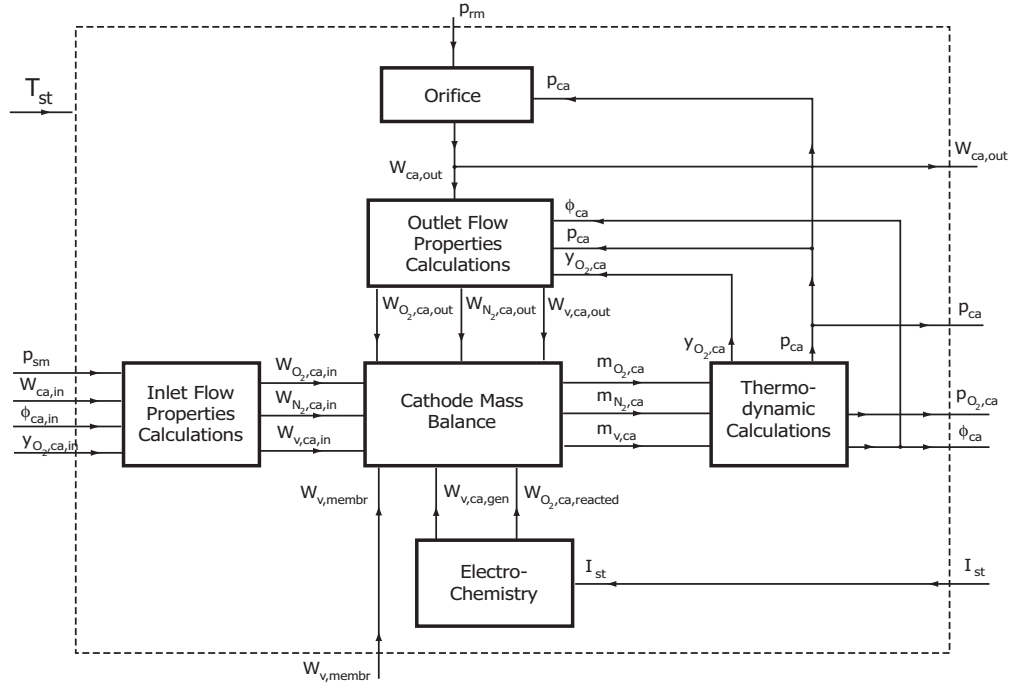 p_rm
T_st
Orifice
p_ca
W_ca,out
W_ca,out
Outlet Flow
Properties
Calculations
ϕ_ca
p_ca
y_O₂,ca
W_O₂,ca,out
W_N₂,ca,out
W_v,ca,out
p_ca
y_O₂,ca
p_ca
p_sm
W_ca,in
ϕ_ca,in
y_O₂,ca,in
Inlet Flow
Properties
Calculations
W_O₂,ca,in
W_N₂,ca,in
W_v,ca,in
Cathode Mass
Balance
m_O₂,ca
m_N₂,ca
m_v,ca
Thermo-
dynamic
Calculations
p_O₂,ca
ϕ_ca
W_v,membr
W_v,ca,gen
W_O₂,ca,reacted
Electro-
Chemistry
I_st
I_st
W_v,membr